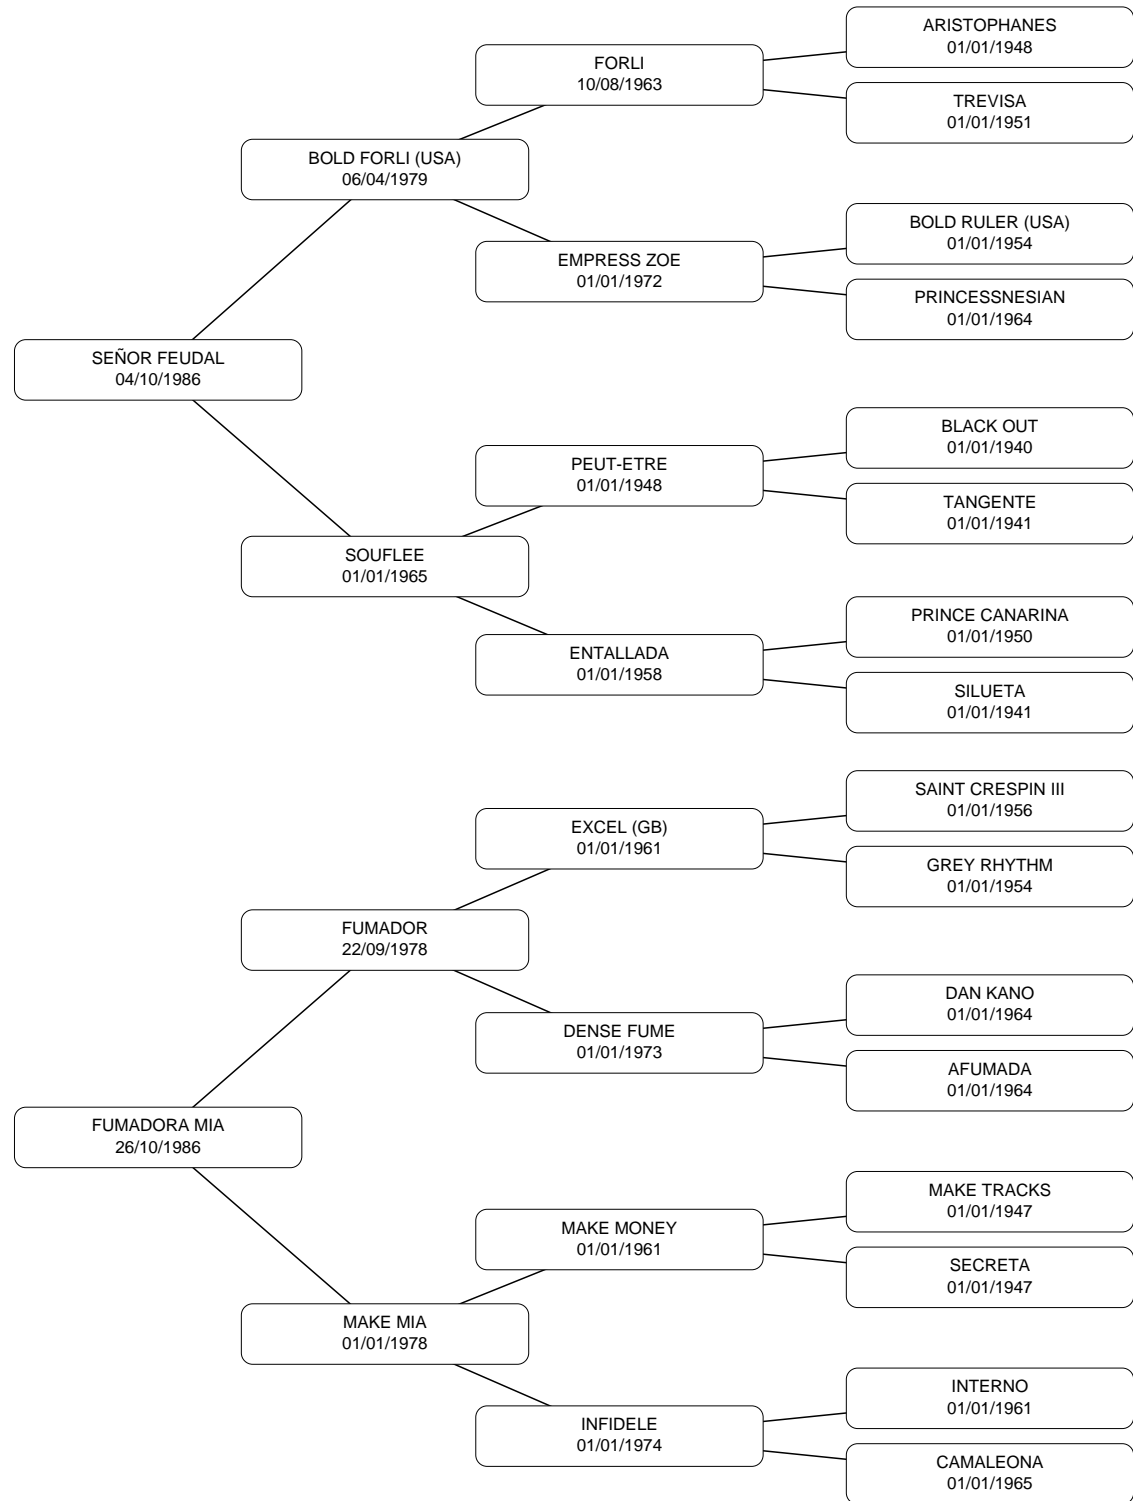 ARISTOPHANES
01/01/1948
FORLI
10/08/1963
TREVISA
01/01/1951
BOLD FORLI (USA)
06/04/1979
BOLD RULER (USA)
01/01/1954
EMPRESS ZOE
01/01/1972
PRINCESSNESIAN
01/01/1964
SEÑOR FEUDAL
04/10/1986
BLACK OUT
01/01/1940
PEUT-ETRE
01/01/1948
TANGENTE
01/01/1941
SOUFLEE
01/01/1965
PRINCE CANARINA
01/01/1950
ENTALLADA
01/01/1958
SILUETA
01/01/1941
SAINT CRESPIN III
01/01/1956
EXCEL (GB)
01/01/1961
GREY RHYTHM
01/01/1954
FUMADOR
22/09/1978
DAN KANO
01/01/1964
DENSE FUME
01/01/1973
AFUMADA
01/01/1964
FUMADORA MIA
26/10/1986
MAKE TRACKS
01/01/1947
MAKE MONEY
01/01/1961
SECRETA
01/01/1947
MAKE MIA
01/01/1978
INTERNO
01/01/1961
INFIDELE
01/01/1974
CAMALEONA
01/01/1965